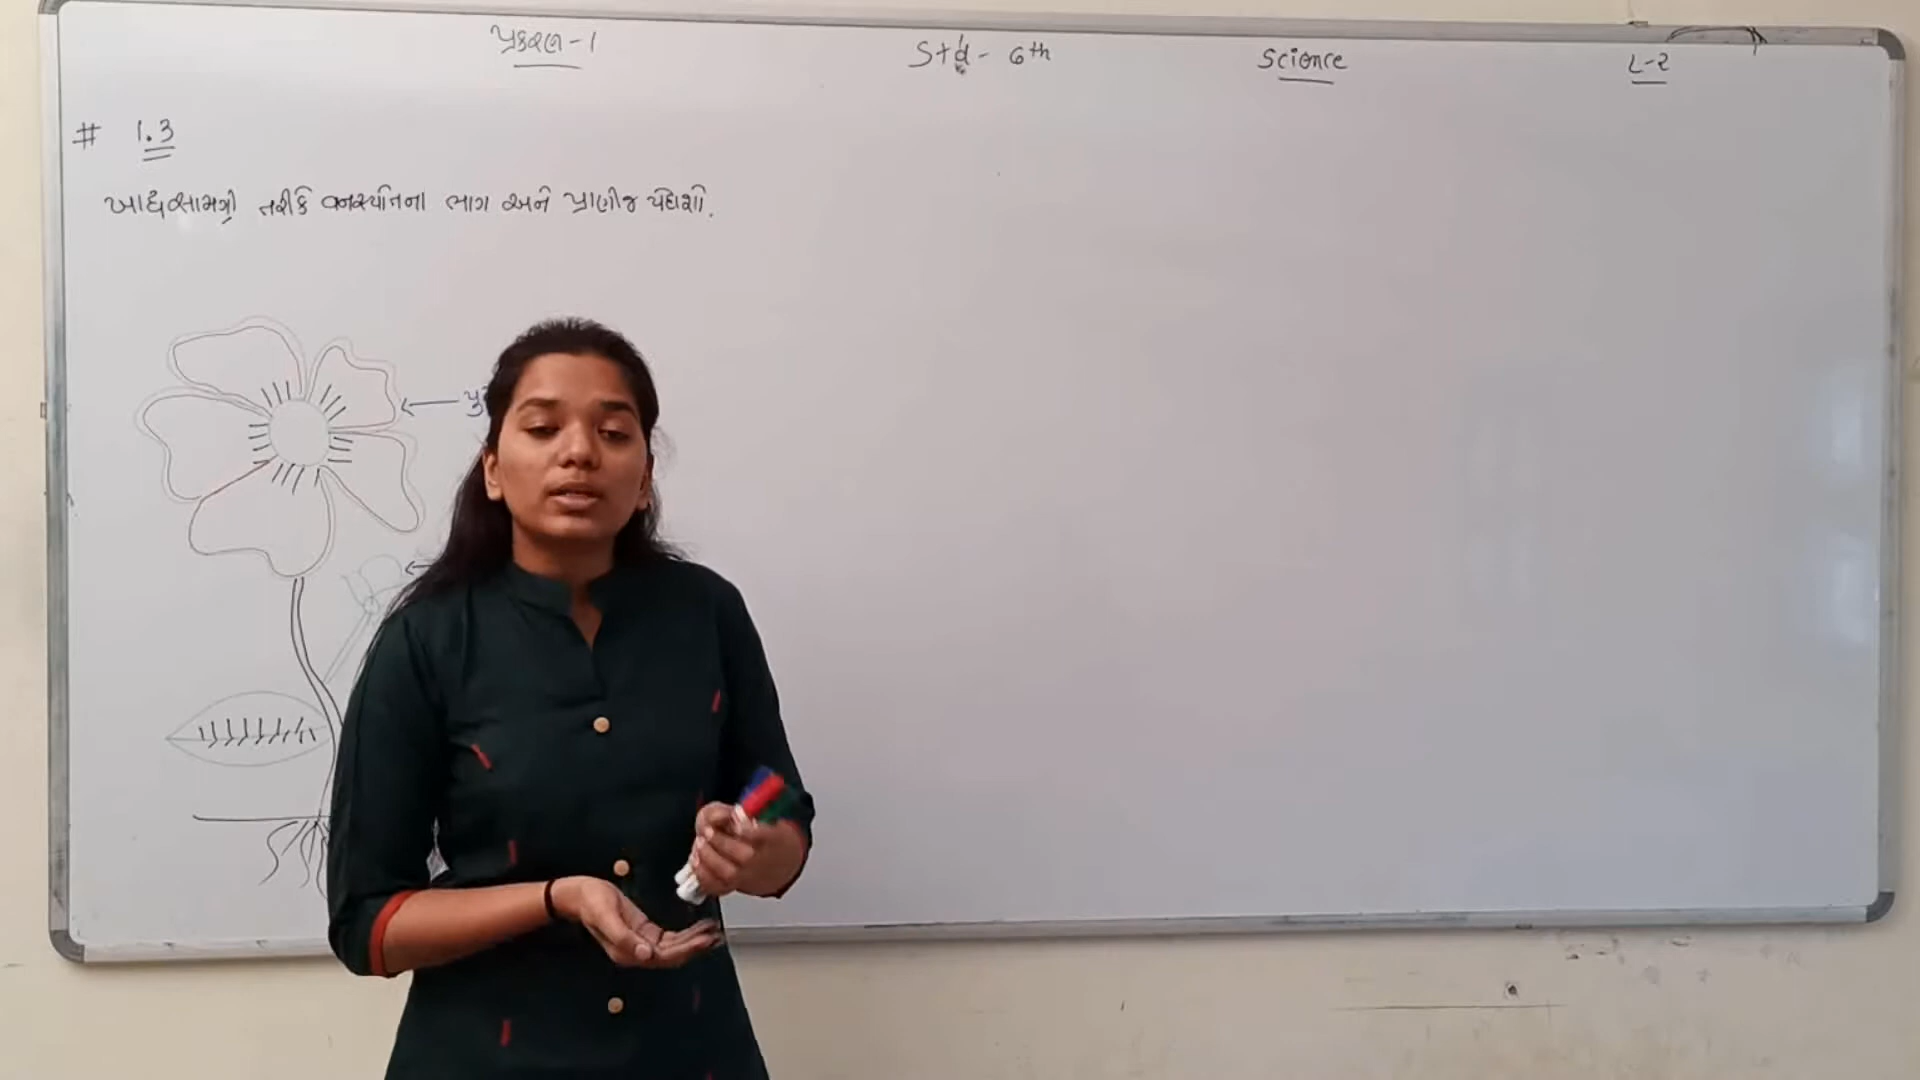 પ્રકરણ-1 Std- 6th Science L-2
# 1.3
ખાદ્યસામગ્રી તરીકે વનસ્પતિના ભાગ અને પ્રાણીજ પેદાશો.